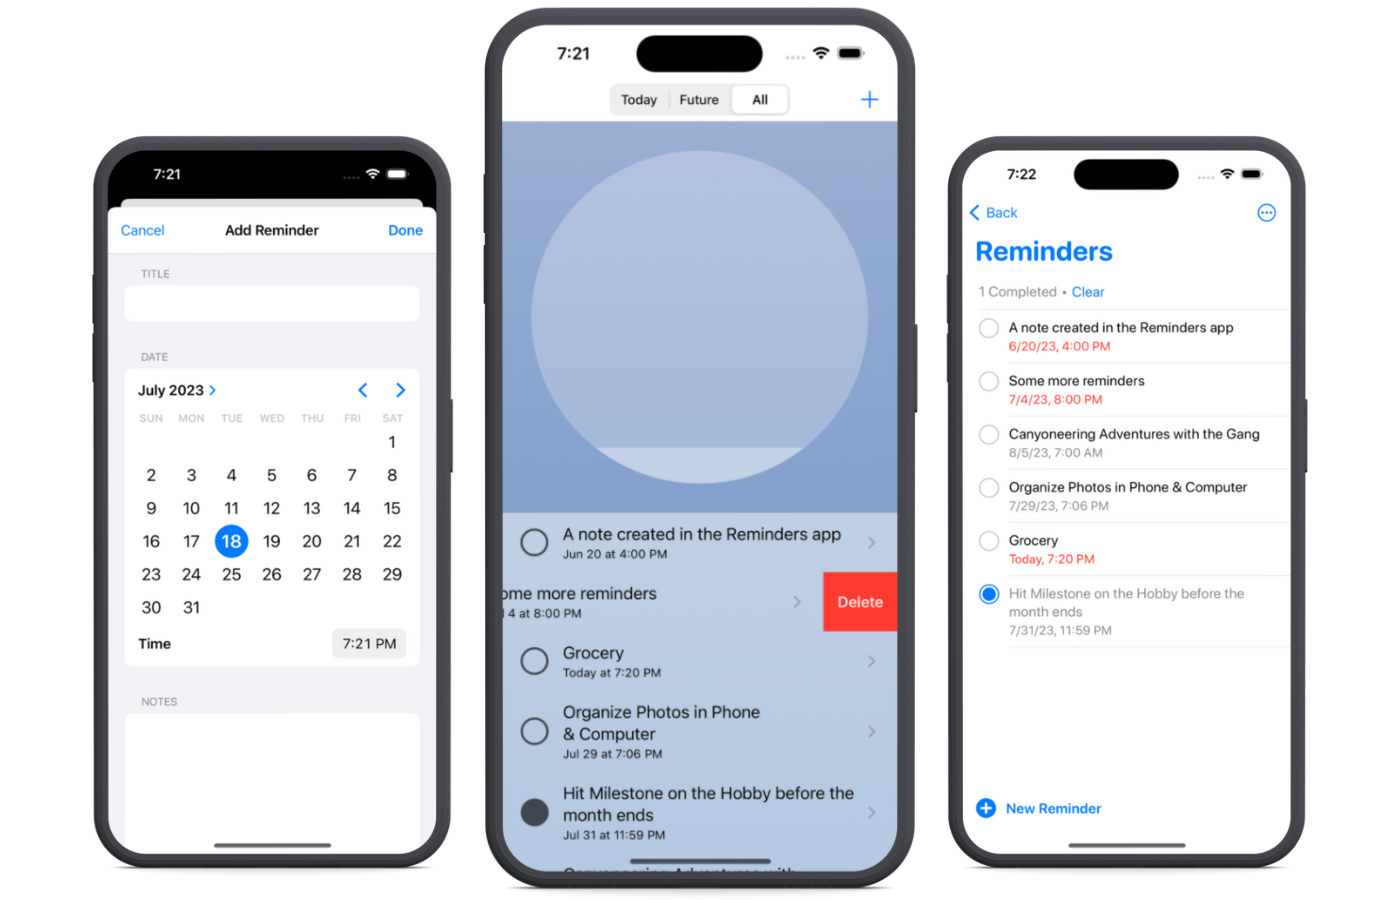 7:21
Cancel Add Reminder Done
TITLE
DATE
July 2023
SUN MON TUE WED THU FRI SAT
1
2 3 4 5 6 7 8
9 10 11 12 13 14 15
16 17 18 19 20 21 22
23 24 25 26 27 28 29
30 31
Time 7:21 PM
NOTES
7:21
Today Future All
A note created in the Reminders app
Jun 20 at 4:00 PM
ome more reminders
4 at 8:00 PM
Delete
Grocery
Today at 7:20 PM
Organize Photos in Phone
& Computer
Jul 29 at 7:06 PM
Hit Milestone on the Hobby before the
month ends
Jul 31 at 11:59 PM
Canyoneering Adventures with
7:22
Back
Reminders
1 Completed • Clear
A note created in the Reminders app
6/20/23, 4:00 PM
Some more reminders
7/4/23, 8:00 PM
Canyoneering Adventures with the Gang
8/5/23, 7:00 AM
Organize Photos in Phone & Computer
7/29/23, 7:06 PM
Grocery
Today, 7:20 PM
Hit Milestone on the Hobby before the
month ends
7/31/23, 11:59 PM
New Reminder